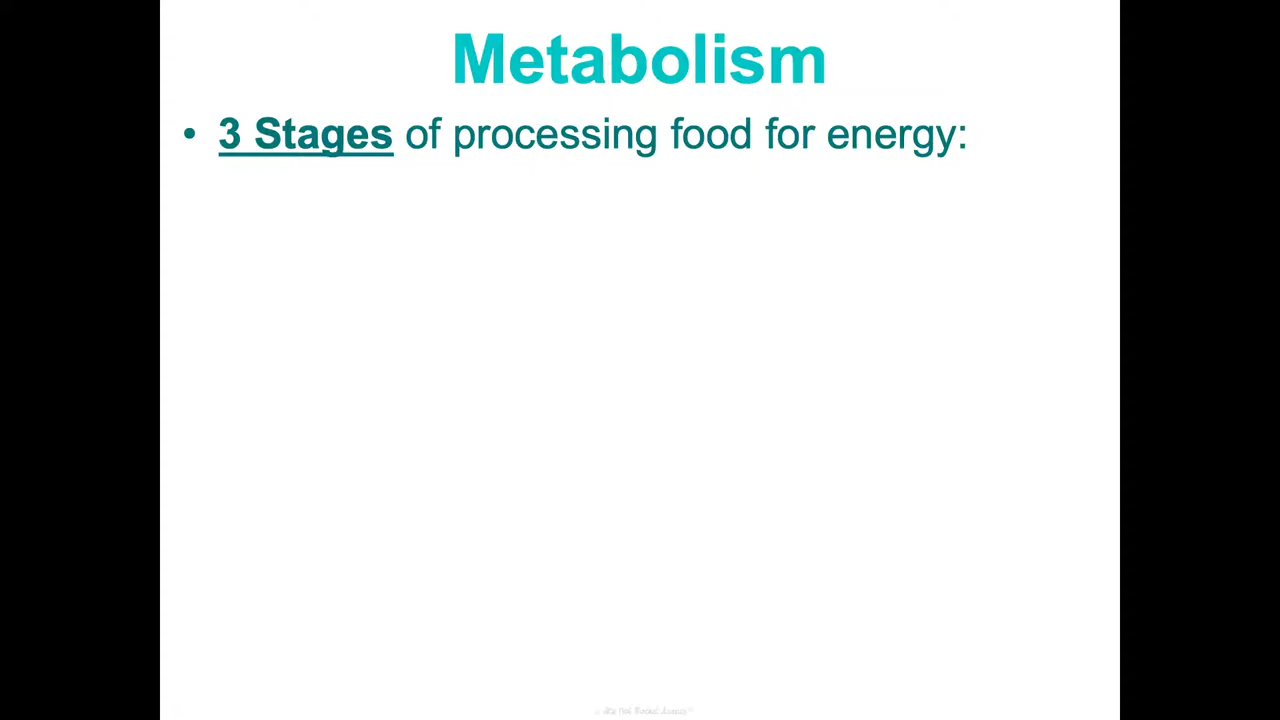 Metabolism
• 3 Stages of processing food for energy: